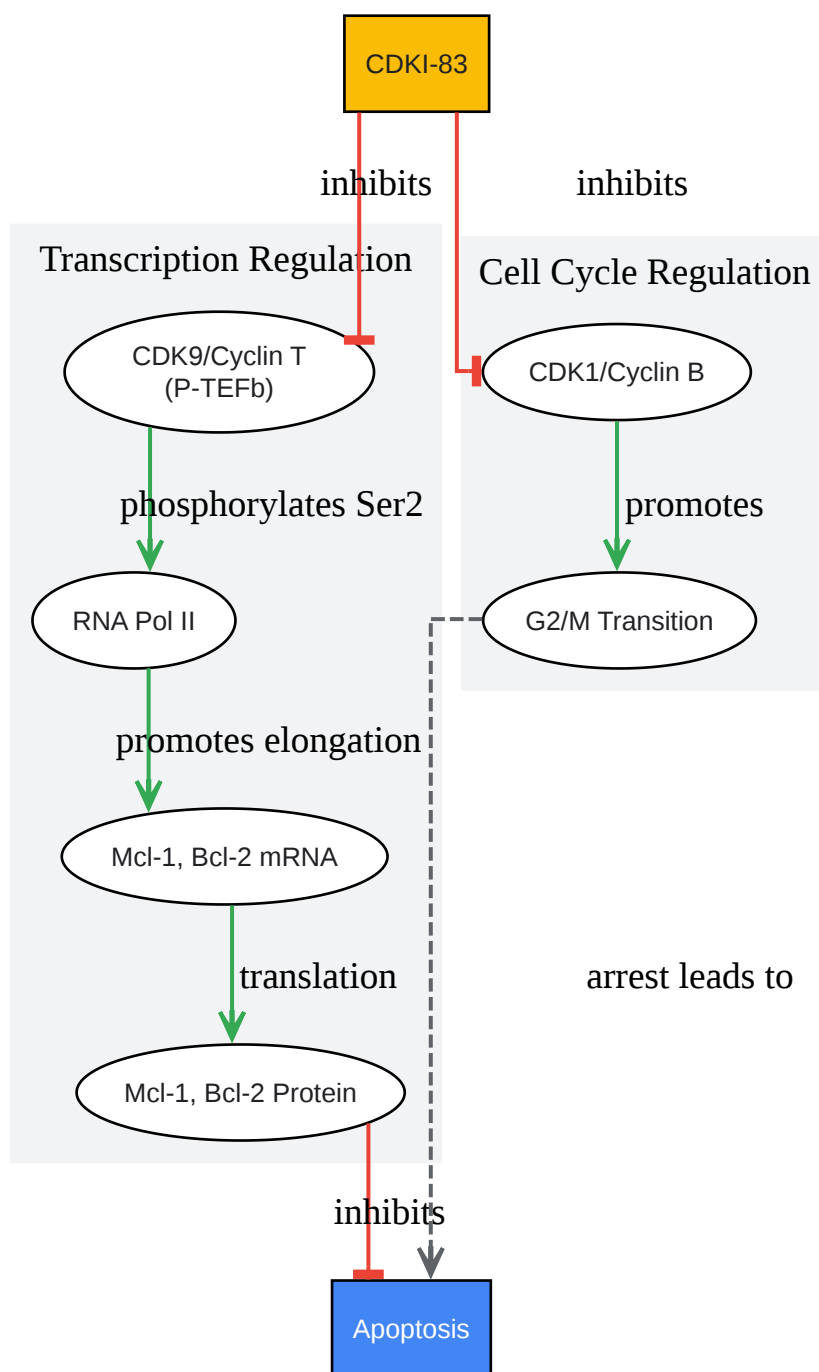 CDKI-83
inhibits
inhibits
Transcription Regulation
Cell Cycle Regulation
CDK9/Cyclin T
(P-TEFb)
CDK1/Cyclin B
phosphorylates Ser2
promotes
RNA Pol II
G2/M Transition
promotes elongation
Mcl-1, Bcl-2 mRNA
translation
arrest leads to
Mcl-1, Bcl-2 Protein
inhibits
Apoptosis